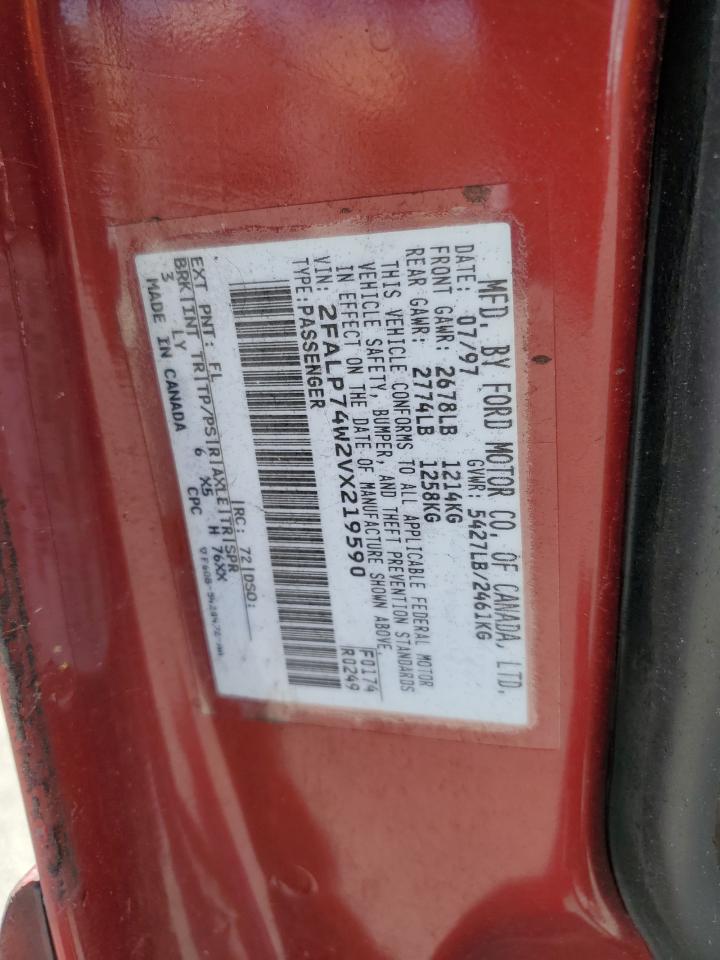 MFD. BY FORD MOTOR CO. OF CANADA, LTD.
DATE: 07/97 GVWR: 5427LB/2461KG
FRONT GAWR: 2678LB 1214KG
REAR GAWR: 2774LB 1258KG
THIS VEHICLE CONFORMS TO ALL APPLICABLE FEDERAL MOTOR
VEHICLE SAFETY, BUMPER, AND THEFT PREVENTION STANDARDS
IN EFFECT ON THE DATE OF MANUFACTURE SHOWN ABOVE.
VIN: 2FALP74W2VX219590 F0174
TYPE: PASSENGER R0249
EXT PNT: FL RC: 72 DSO:
BRK|INT TR|TP/PS|R|AXLE|TR|SPR
3 LY 6 X5 H 76XX
MADE IN CANADA CPC